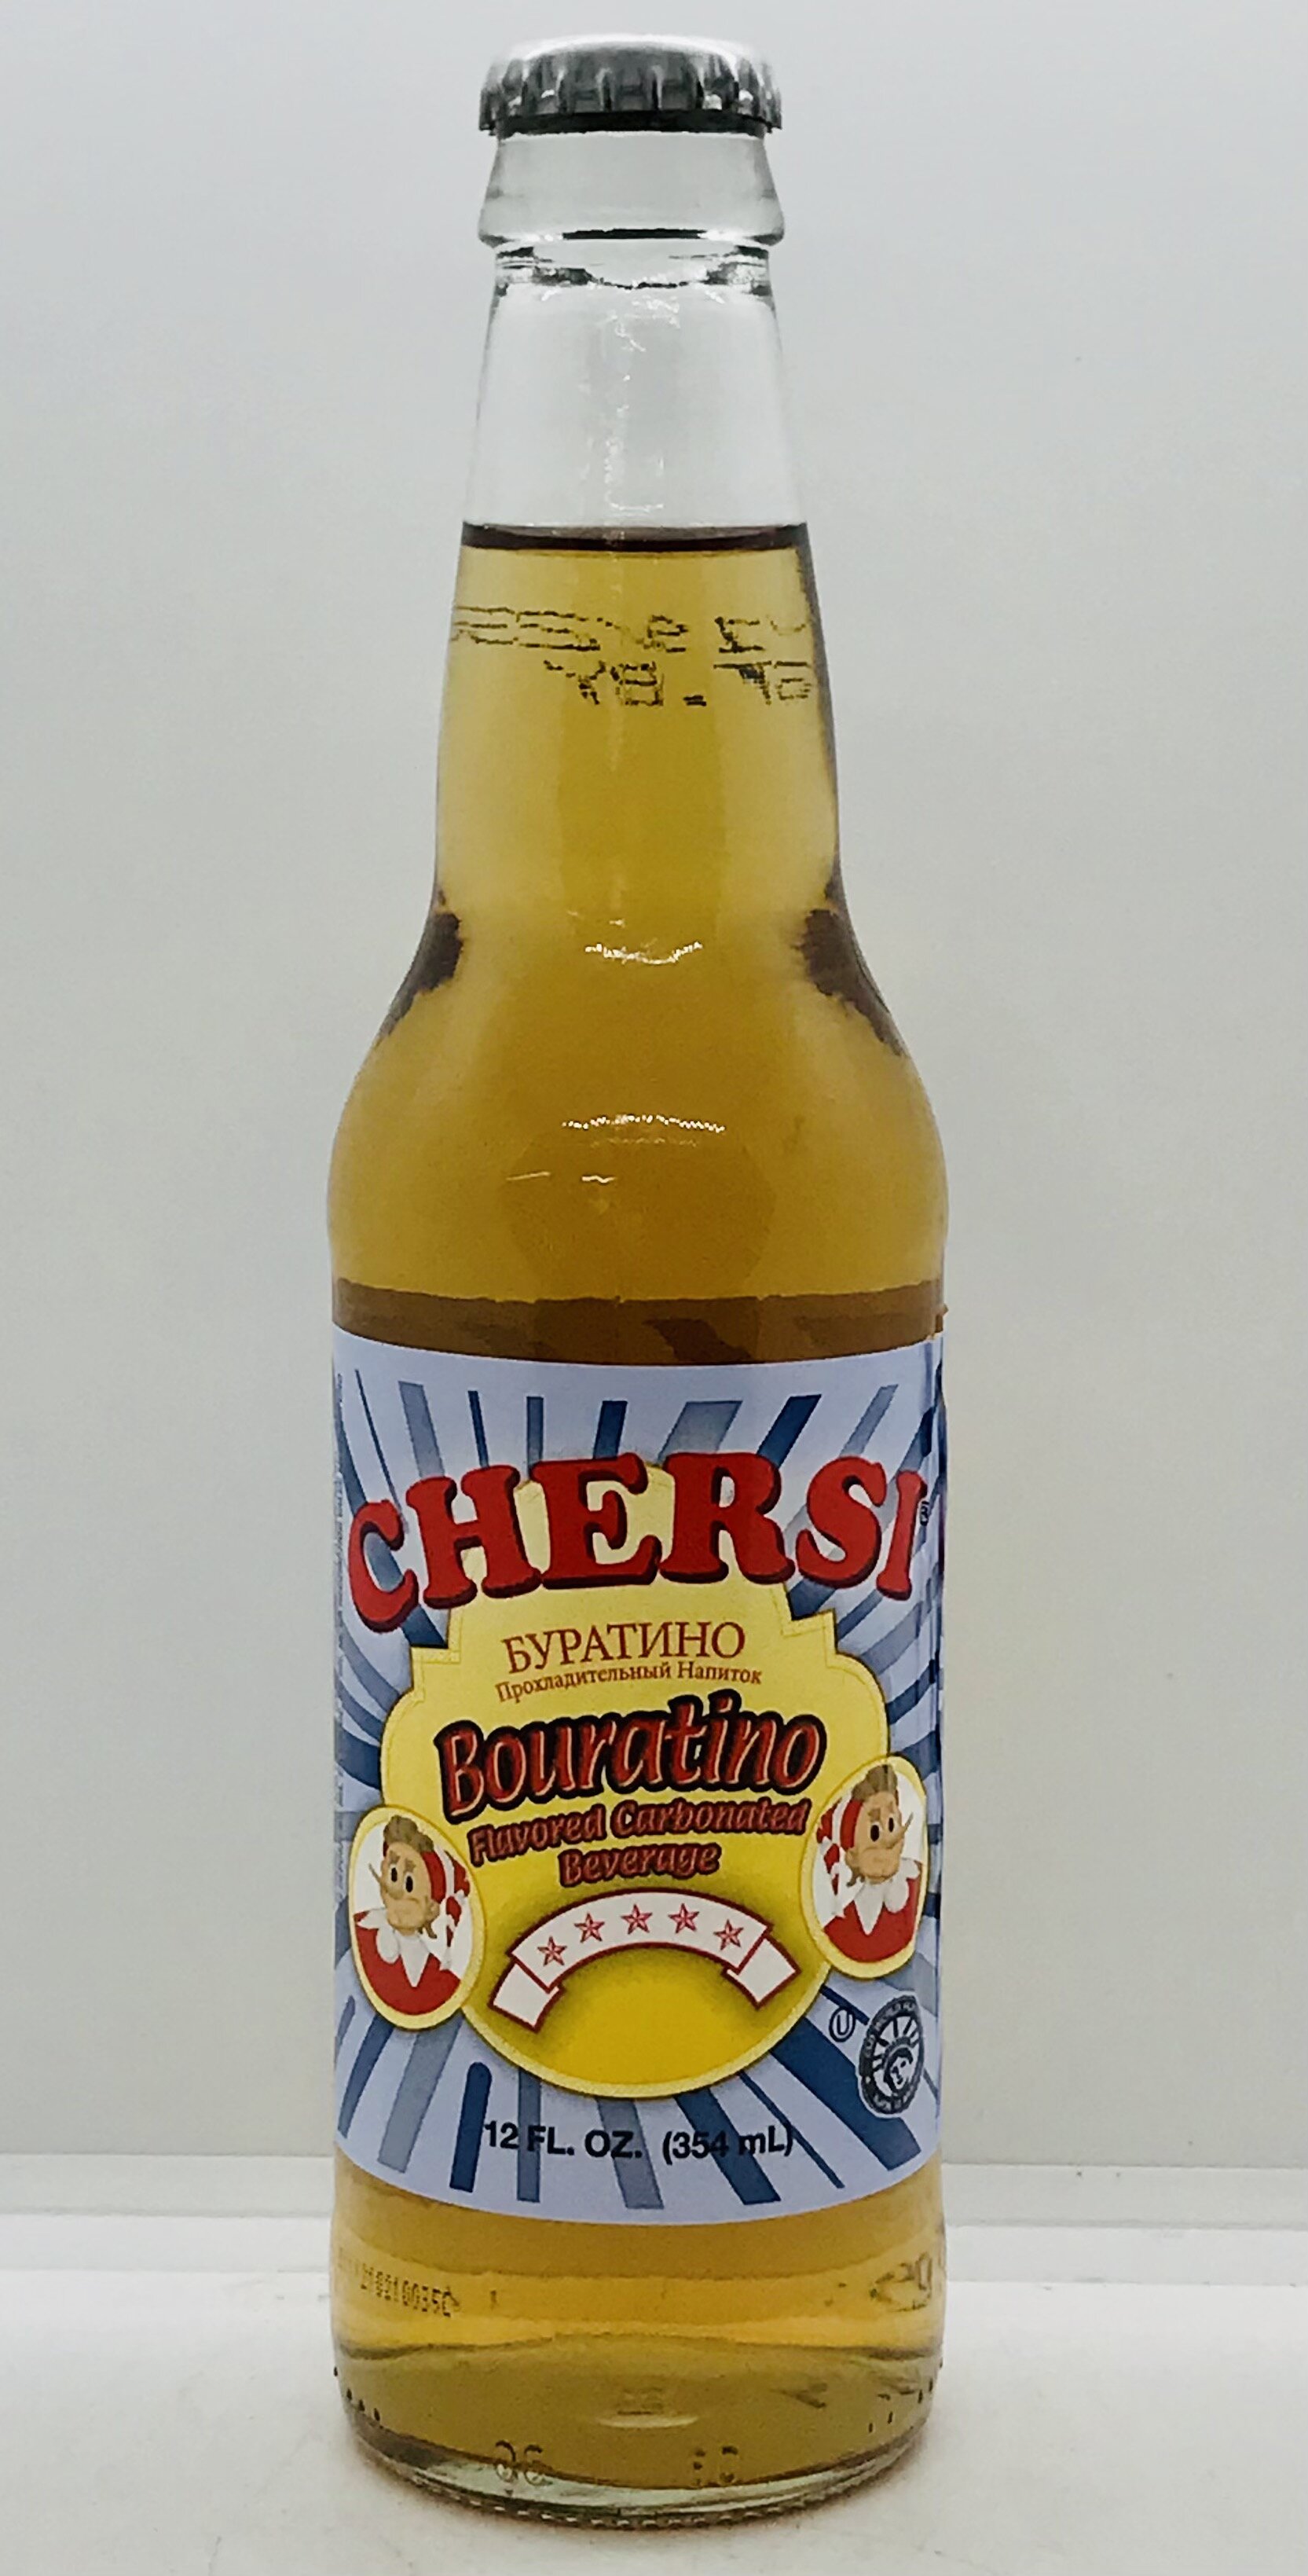 CHERSI
БУРАТИНО
Прохладительный Напиток
Bouratino
Flavored Carbonated
Beverage
U
12 FL. OZ. (354 mL)